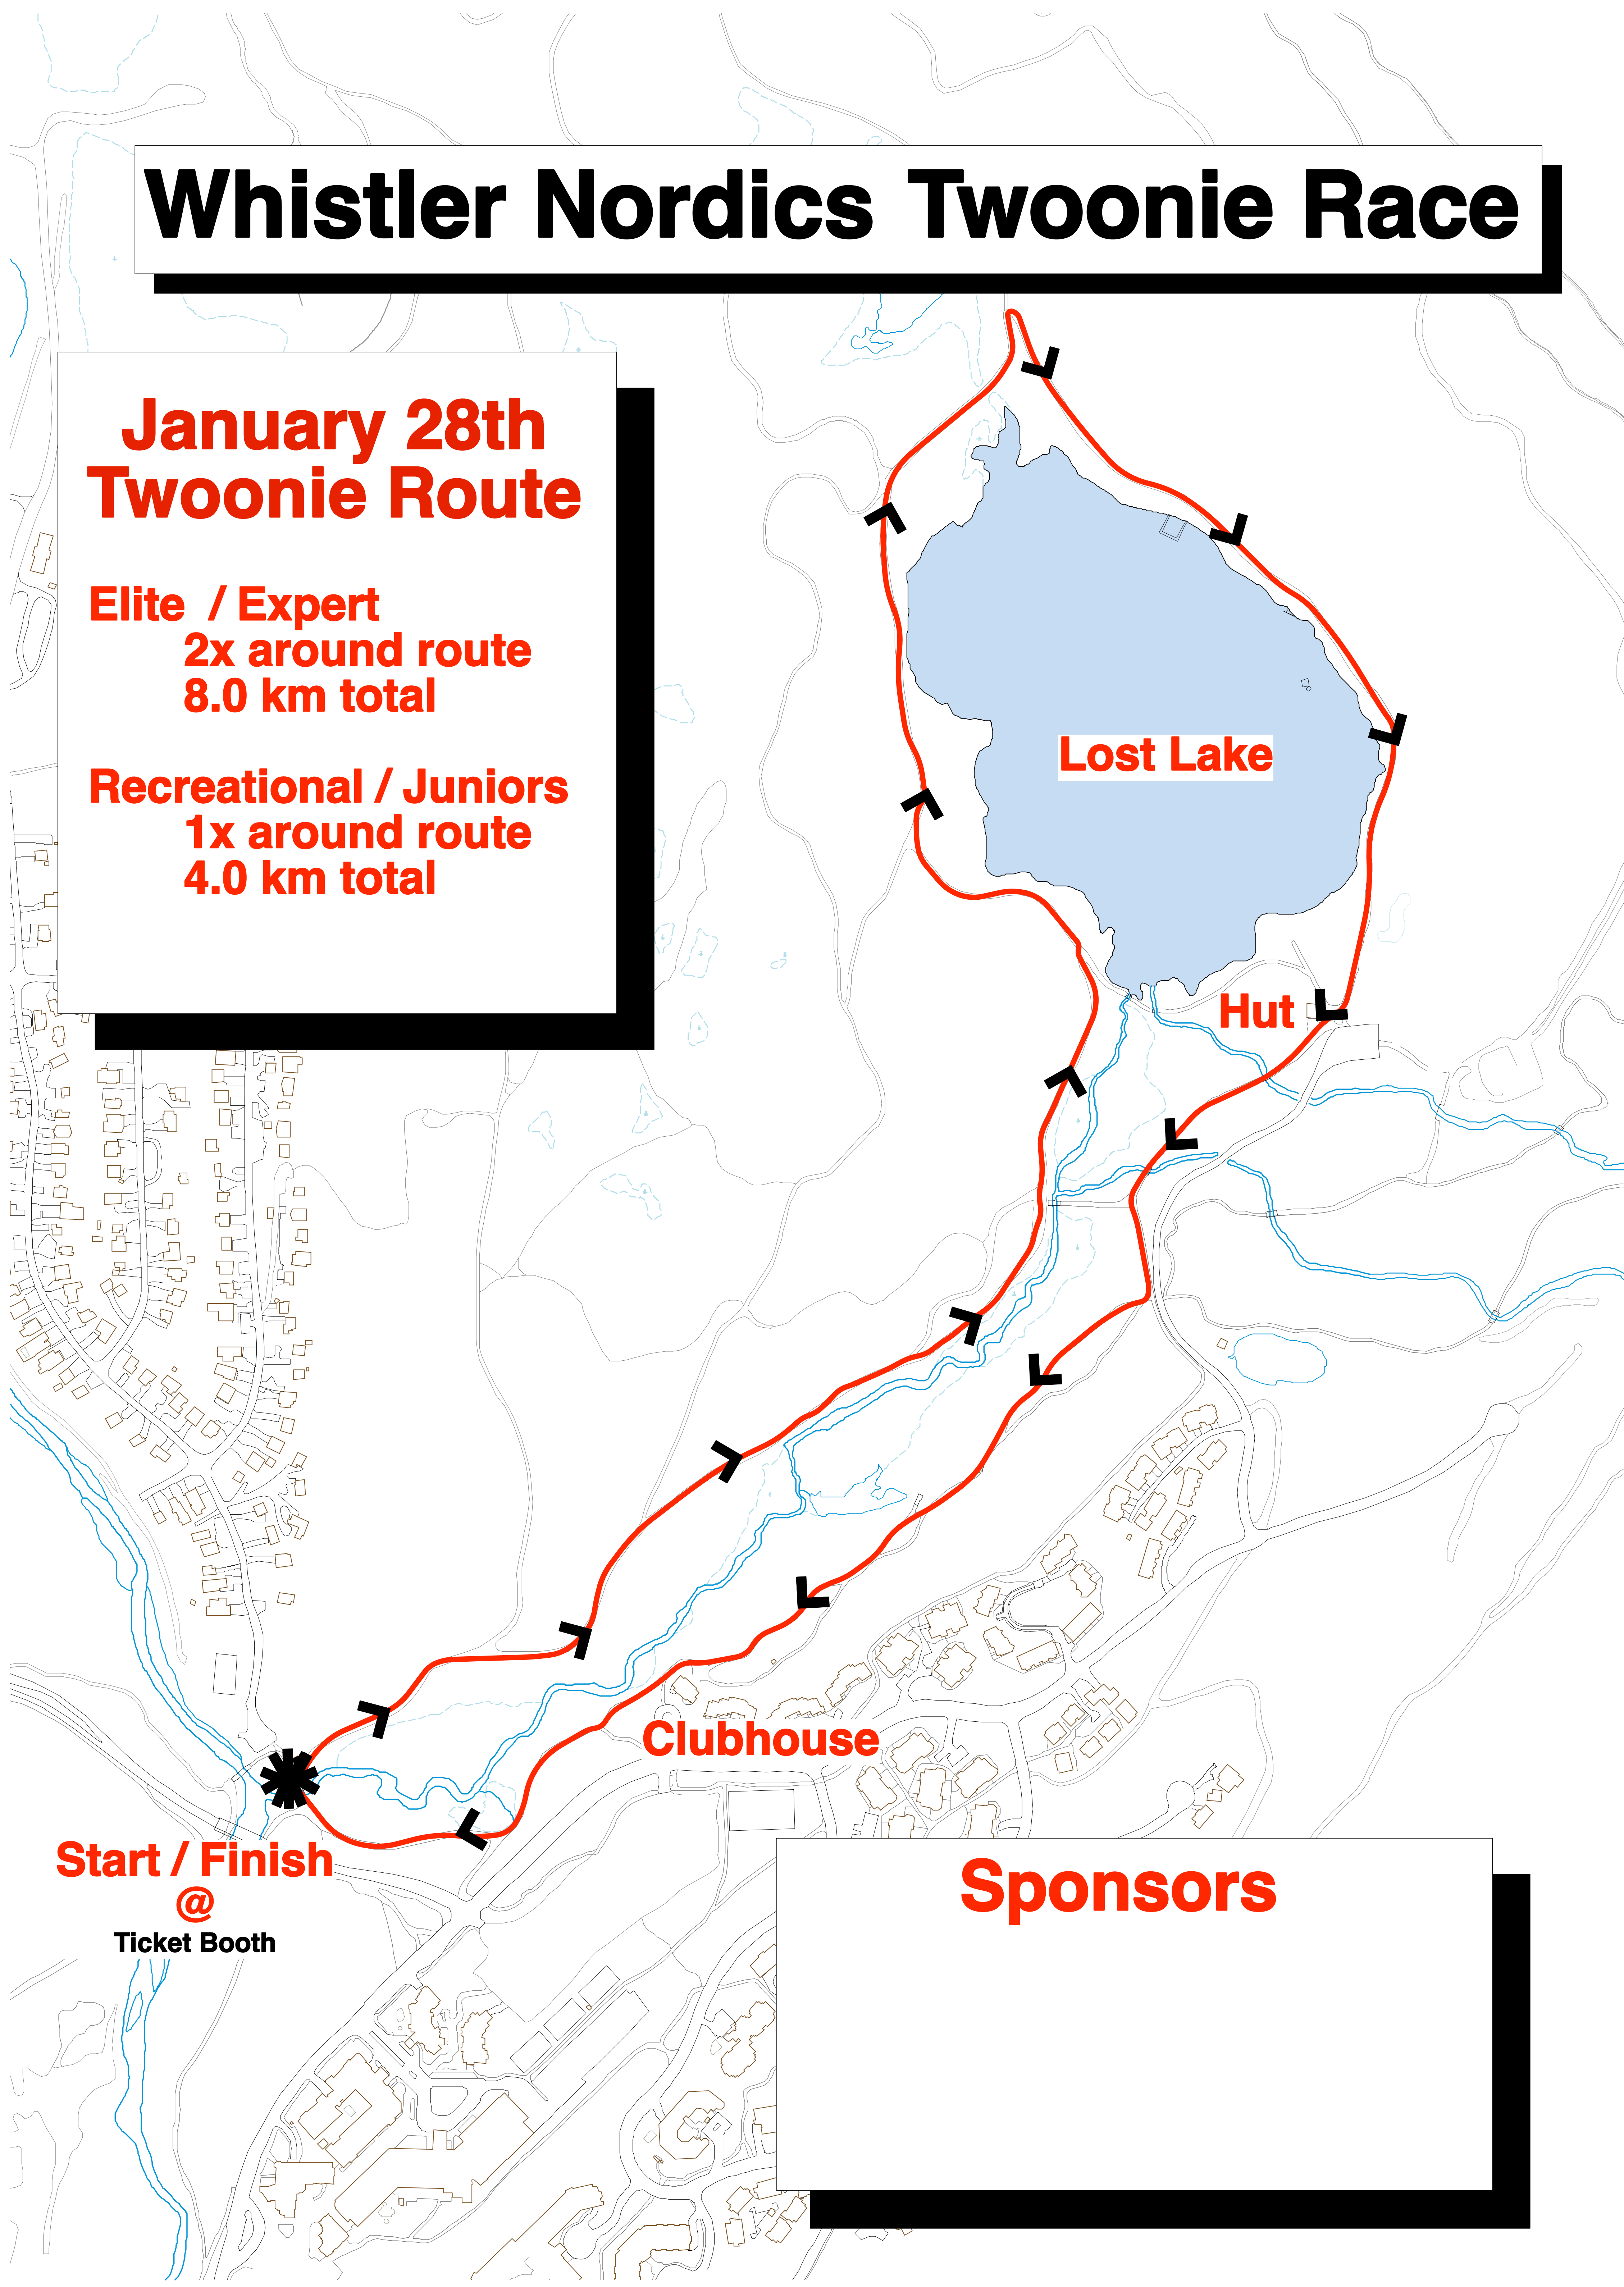 Whistler Nordics Twoonie Race
January 28th
Twoonie Route
Elite / Expert
2x around route
8.0 km total
Recreational / Juniors
1x around route
4.0 km total
Lost Lake
Hut
Clubhouse
Start / Finish
@
Ticket Booth
Sponsors